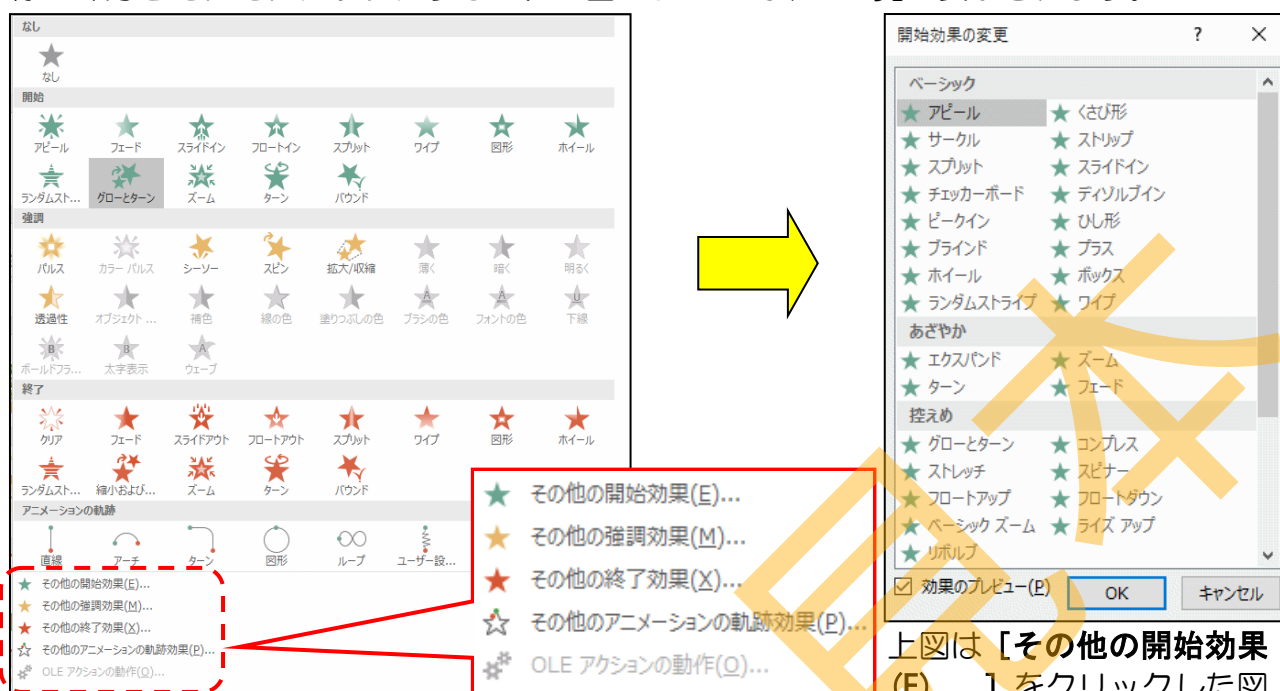 なし
なし
開始
アピール フェード スライドイン フロートイン スプリット ワイプ 図形 ホイール
ランダムスト... グローとターン ズーム ターン バウンド
強調
パルス カラー パルス シーソー スピン 拡大/収縮 薄く 暗く 明るく
透過性 オブジェクト ... 補色 線の色 塗りつぶしの色 ブラシの色 フォントの色 下線
ボールドフラ... 太字表示 ウェーブ
終了
クリア フェード スライドアウト フロートアウト スプリット ワイプ 図形 ホイール
ランダムスト... 縮小および... ズーム ターン バウンド
アニメーションの軌跡
直線 アーチ ターン 図形 ループ ユーザー設...
その他の開始効果(E)...
その他の強調効果(M)...
その他の終了効果(X)...
その他のアニメーションの軌跡効果(P)...
OLE アクションの動作(O)...
その他の開始効果(E)...
その他の強調効果(M)...
その他の終了効果(X)...
その他のアニメーションの軌跡効果(P)...
OLE アクションの動作(O)...
開始効果の変更 ? ×
ベーシック
アピール くさび形
サークル ストリップ
スプリット スライドイン
チェッカーボード ディゾルブイン
ピークイン ひし形
ブラインド プラス
ホイール ボックス
ランダムストライプ ワイプ
あざやか
エクスパンド ズーム
ターン フェード
控えめ
グローとターン コンプレス
ストレッチ スピナー
フロートアップ フロートダウン
ベーシック ズーム ライズ アップ
リボルブ
効果のプレビュー(P) OK キャンセル
上図は [その他の開始効果
(E)...] をクリックした図